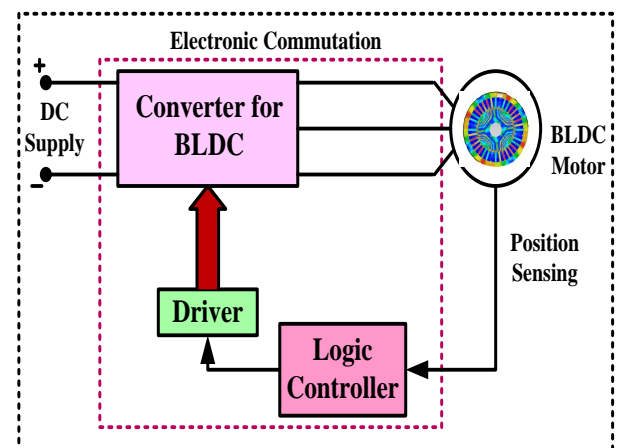 Electronic Commutation
+
DC
Supply
−
Converter for
BLDC
BLDC
Motor
Position
Sensing
Driver
Logic
Controller